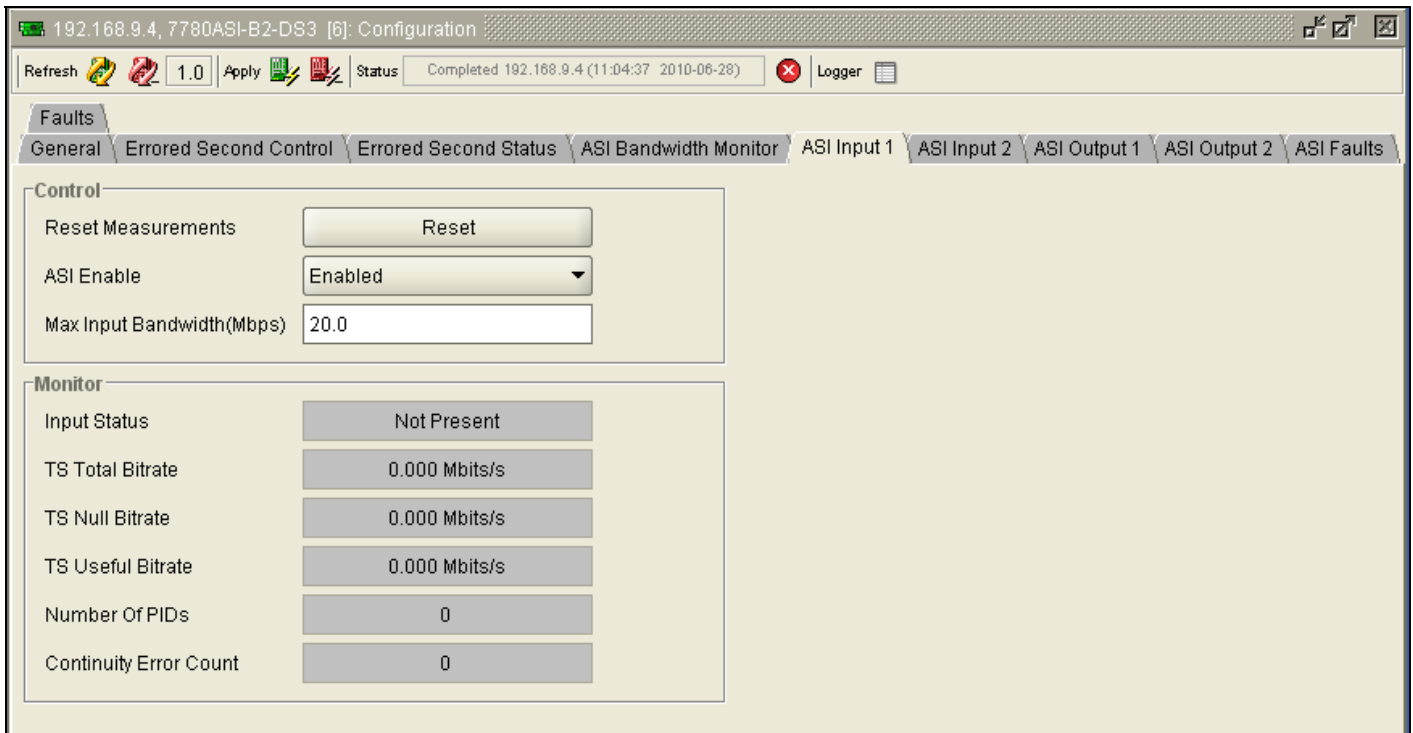 192.168.9.4, 7780ASI-B2-DS3 [6]: Configuration
Refresh 1.0 Apply Status Completed 192.168.9.4 (11:04:37 2010-06-28) Logger
Faults
General Errored Second Control Errored Second Status ASI Bandwidth Monitor ASI Input 1 ASI Input 2 ASI Output 1 ASI Output 2 ASI Faults
Control
Reset Measurements Reset
ASI Enable Enabled
Max Input Bandwidth(Mbps) 20.0
Monitor
Input Status Not Present
TS Total Bitrate 0.000 Mbits/s
TS Null Bitrate 0.000 Mbits/s
TS Useful Bitrate 0.000 Mbits/s
Number Of PIDs 0
Continuity Error Count 0